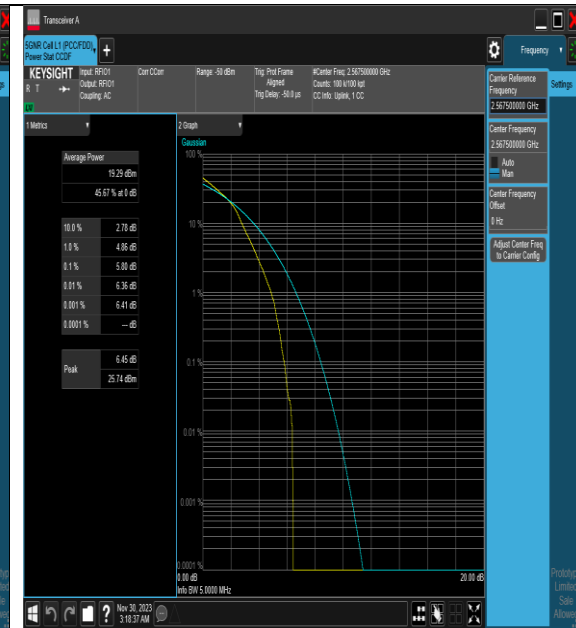 Transceiver A
5GNR Cell L1 (PCC/FDD),
Power Stat CCDF
+
Frequency
KEYSIGHT
R T
LXI
Input: RFIO1
Output: RFIO1
Coupling: AC
Corr CCorr
Range: -50 dBm
Trig: Prot Frame
Aligned
Trig Delay: -50.0 µs
#Center Freq: 2.567500000 GHz
Counts: 100 k/100 kpt
CC Info: Uplink, 1 CC
Carrier Reference
Frequency
2.567500000 GHz
Settings
Center Frequency
2.567500000 GHz
Auto
Man
Center Frequency
Offset
0 Hz
Adjust Center Freq
to Carrier Config
1 Metrics
Average Power
19.29 dBm
45.67 % at 0 dB
10.0 % 2.78 dB
1.0 % 4.86 dB
0.1 % 5.80 dB
0.01 % 6.36 dB
0.001 % 6.41 dB
0.0001 % --- dB
Peak
6.45 dB
25.74 dBm
2 Graph
Gaussian
100 %
10 %
1 %
0.1 %
0.01 %
0.001 %
0.0001 %
0.00 dB
20.00 dB
Info BW 5.0000 MHz
?
Nov 30, 2023
3:18:37 AM